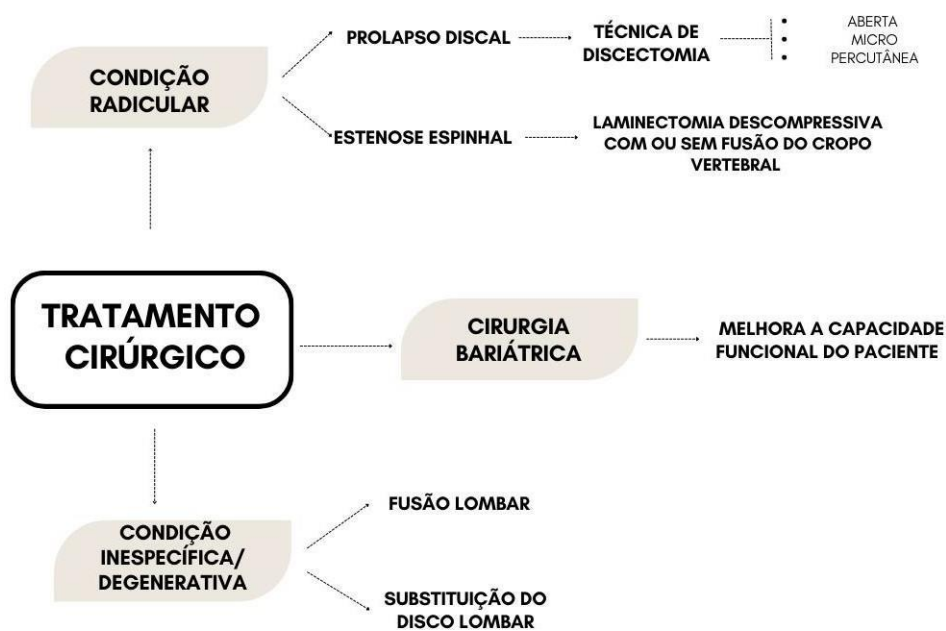 CONDIÇÃO
RADICULAR
PROLAPSO DISCAL
TÉCNICA DE
DISCECTOMIA
• ABERTA
• MICRO
• PERCUTÂNEA
ESTENOSE ESPINHAL
LAMINECTOMIA DESCOMPRESSIVA
COM OU SEM FUSÃO DO CROPO
VERTEBRAL
TRATAMENTO
CIRÚRGICO
CIRURGIA
BARIÁTRICA
MELHORA A CAPACIDADE
FUNCIONAL DO PACIENTE
CONDIÇÃO
INESPECÍFICA/
DEGENERATIVA
FUSÃO LOMBAR
SUBSTITUIÇÃO DO
DISCO LOMBAR